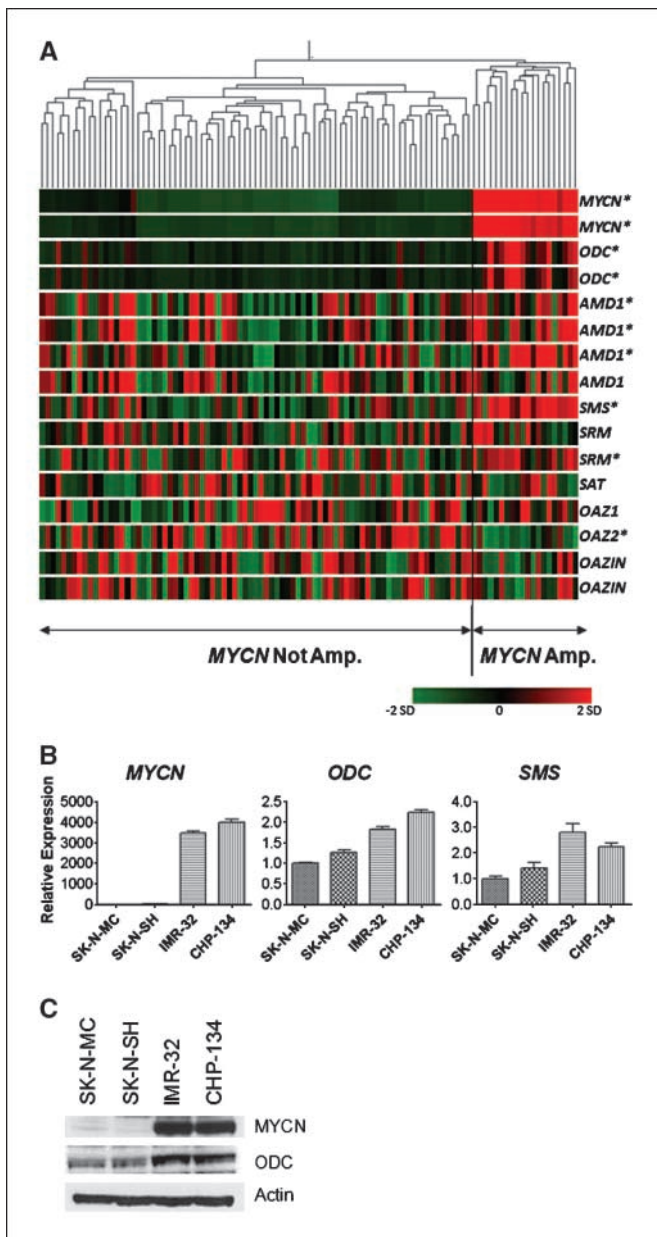 A
MYCN*
MYCN*
ODC*
ODC*
AMD1*
AMD1*
AMD1*
AMD1
SMS*
SRM
SRM*
SAT
OAZ1
OAZ2*
OAZIN
OAZIN
MYCN Not Amp.
MYCN Amp.
-2 SD
0
2 SD
B
MYCN
Relative Expression
5000
4000
3000
2000
1000
0
SK-N-MC
SK-N-SH
IMR-32
CHP-134
ODC
2.5
2.0
1.5
1.0
0.5
0.0
SK-N-MC
SK-N-SH
IMR-32
CHP-134
SMS
4.0
3.0
2.0
1.0
0.0
SK-N-MC
SK-N-SH
IMR-32
CHP-134
C
SK-N-MC
SK-N-SH
IMR-32
CHP-134
MYCN
ODC
Actin